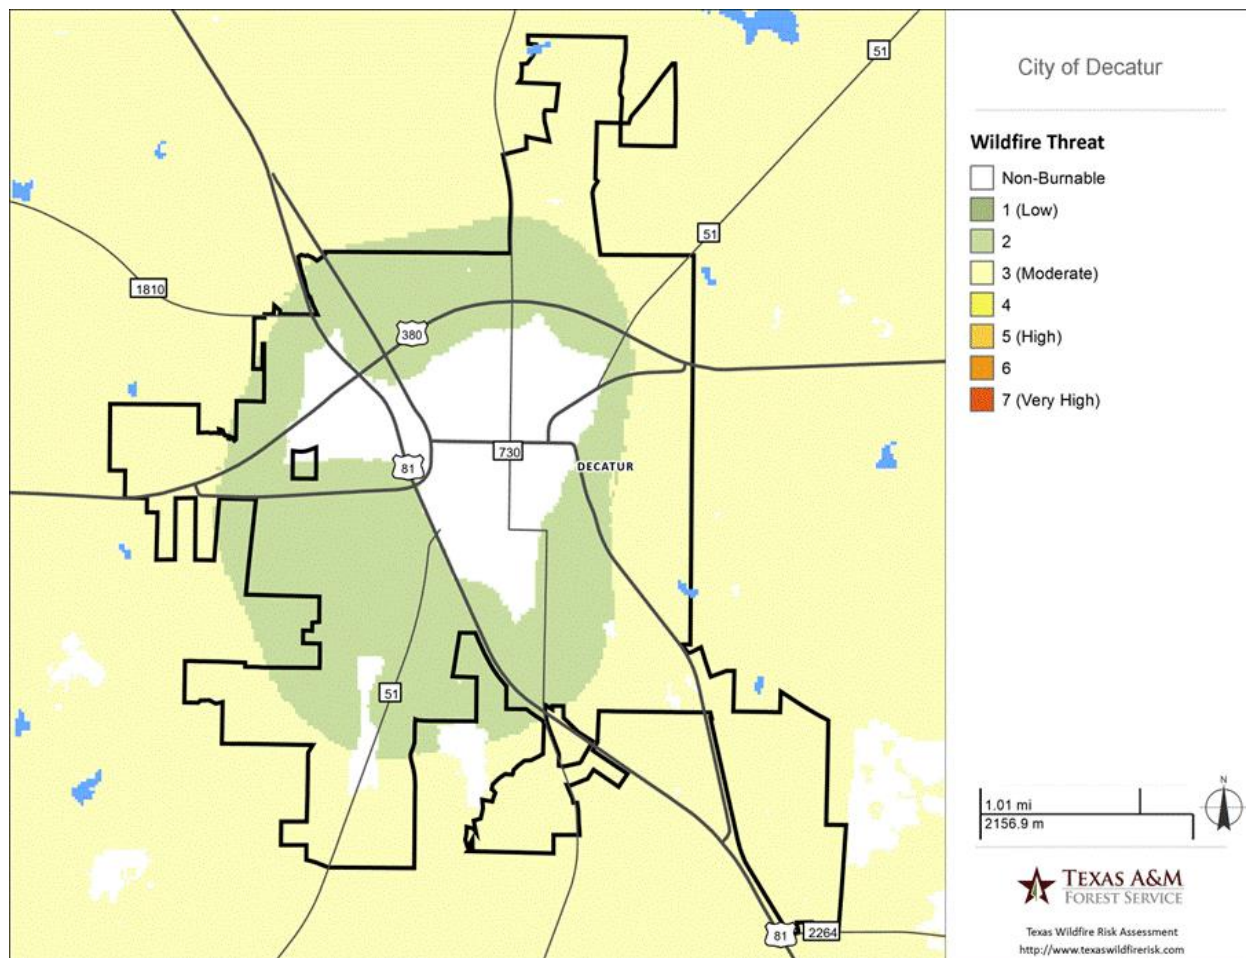 51
City of Decatur
Wildfire Threat
Non-Burnable
1 (Low)
2
3 (Moderate)
4
5 (High)
6
7 (Very High)
51
1810
380
730
81
DECATUR
51
81
2264
1.01 mi
2156.9 m
N
TEXAS A&M
FOREST SERVICE
Texas Wildfire Risk Assessment
http://www.texaswildfirerisk.com